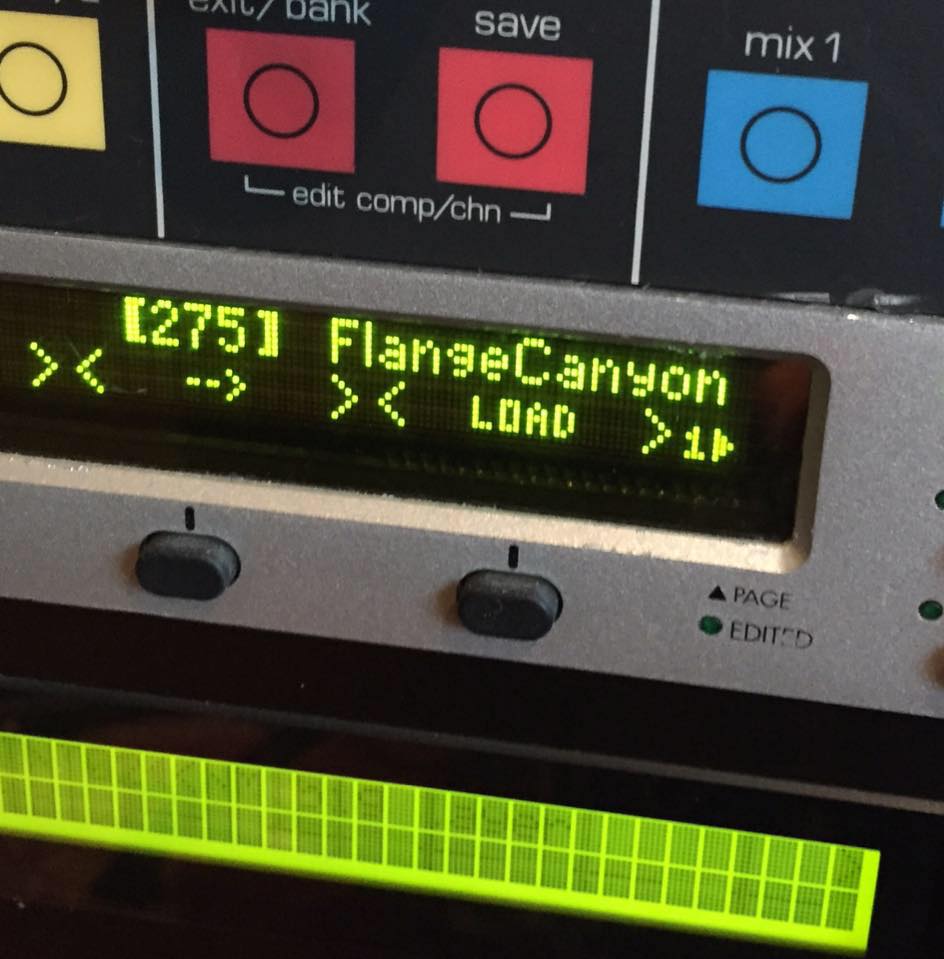 exit/bank
save
mix 1
edit comp/chn
[275] FlangeCanyon
>< --> >< LOAD >1▶
▲ PAGE
EDITED